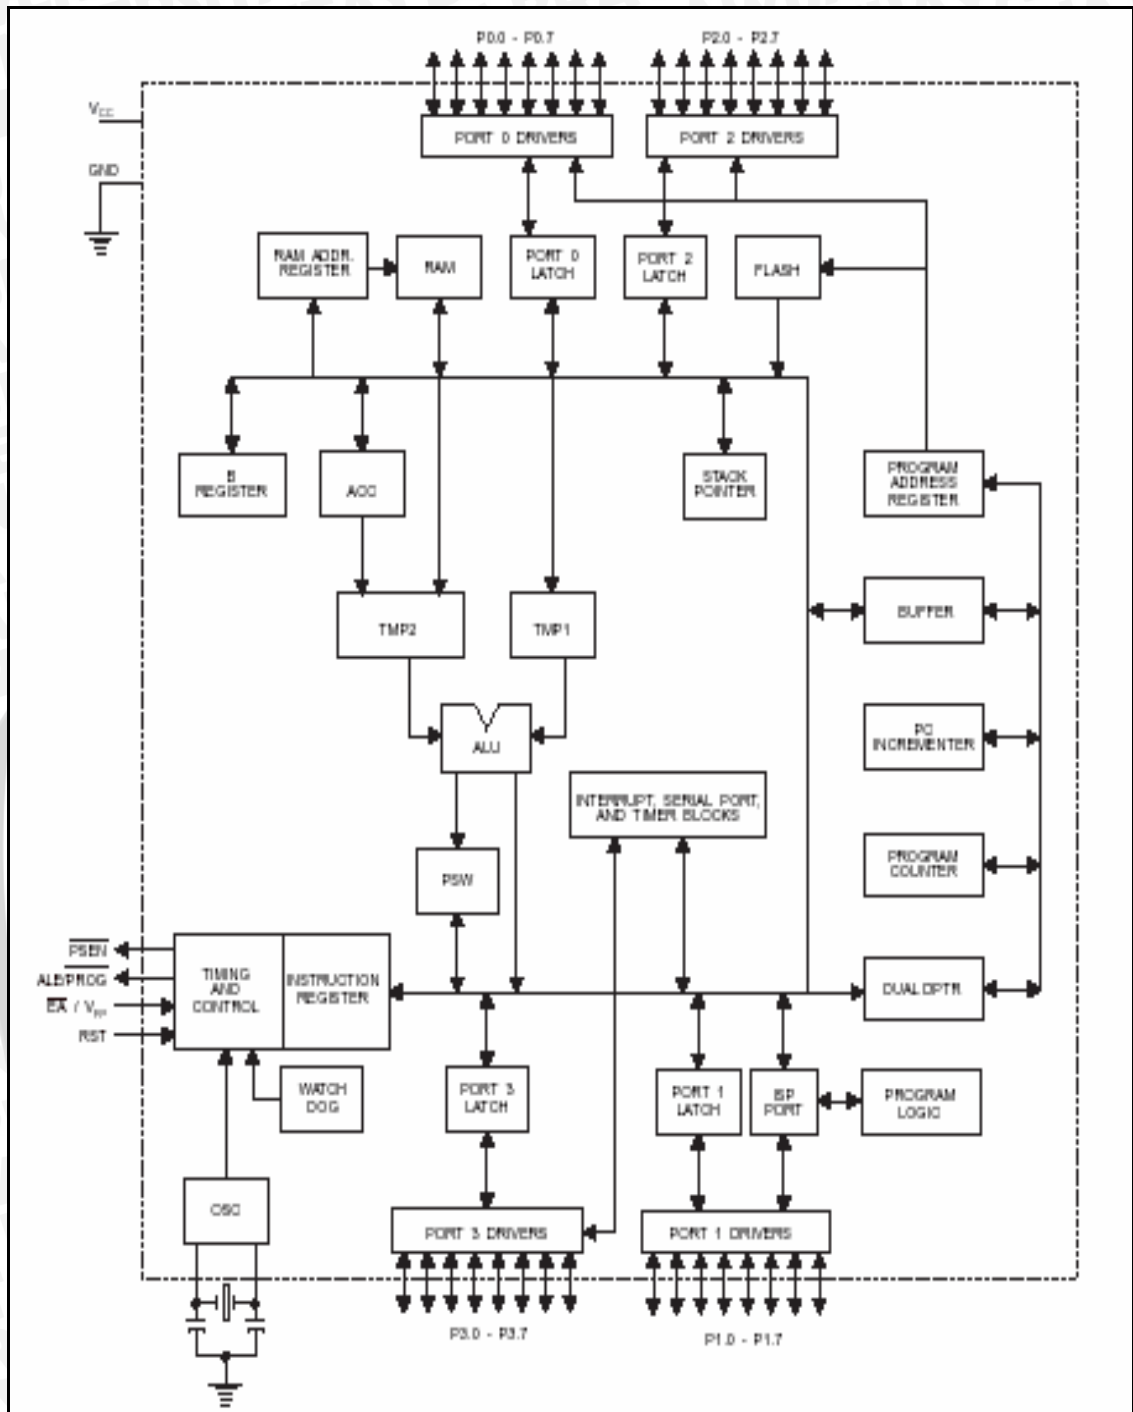 P0.0 - P0.7
P2.0 - P2.7
VCC
PORT 0 DRIVERS
PORT 2 DRIVERS
GND
RAM ADDR.
REGISTER
RAM
PORT 0
LATCH
PORT 2
LATCH
FLASH
B
REGISTER
ACC
STACK
POINTER
PROGRAM
ADDRESS
REGISTER
BUFFER
TMP2
TMP1
ALU
PC
INCREMENTER
INTERRUPT, SERIAL PORT,
AND TIMER BLOCKS
PROGRAM
COUNTER
PSW
PSEN
ALE/PROG
EA / VPP
RST
TIMING
AND
CONTROL
INSTRUCTION
REGISTER
DUAL DPTR
WATCH
DOG
PORT 3
LATCH
PORT 1
LATCH
ISP
PORT
PROGRAM
LOGIC
OSC
PORT 3 DRIVERS
PORT 1 DRIVERS
P3.0 - P3.7
P1.0 - P1.7